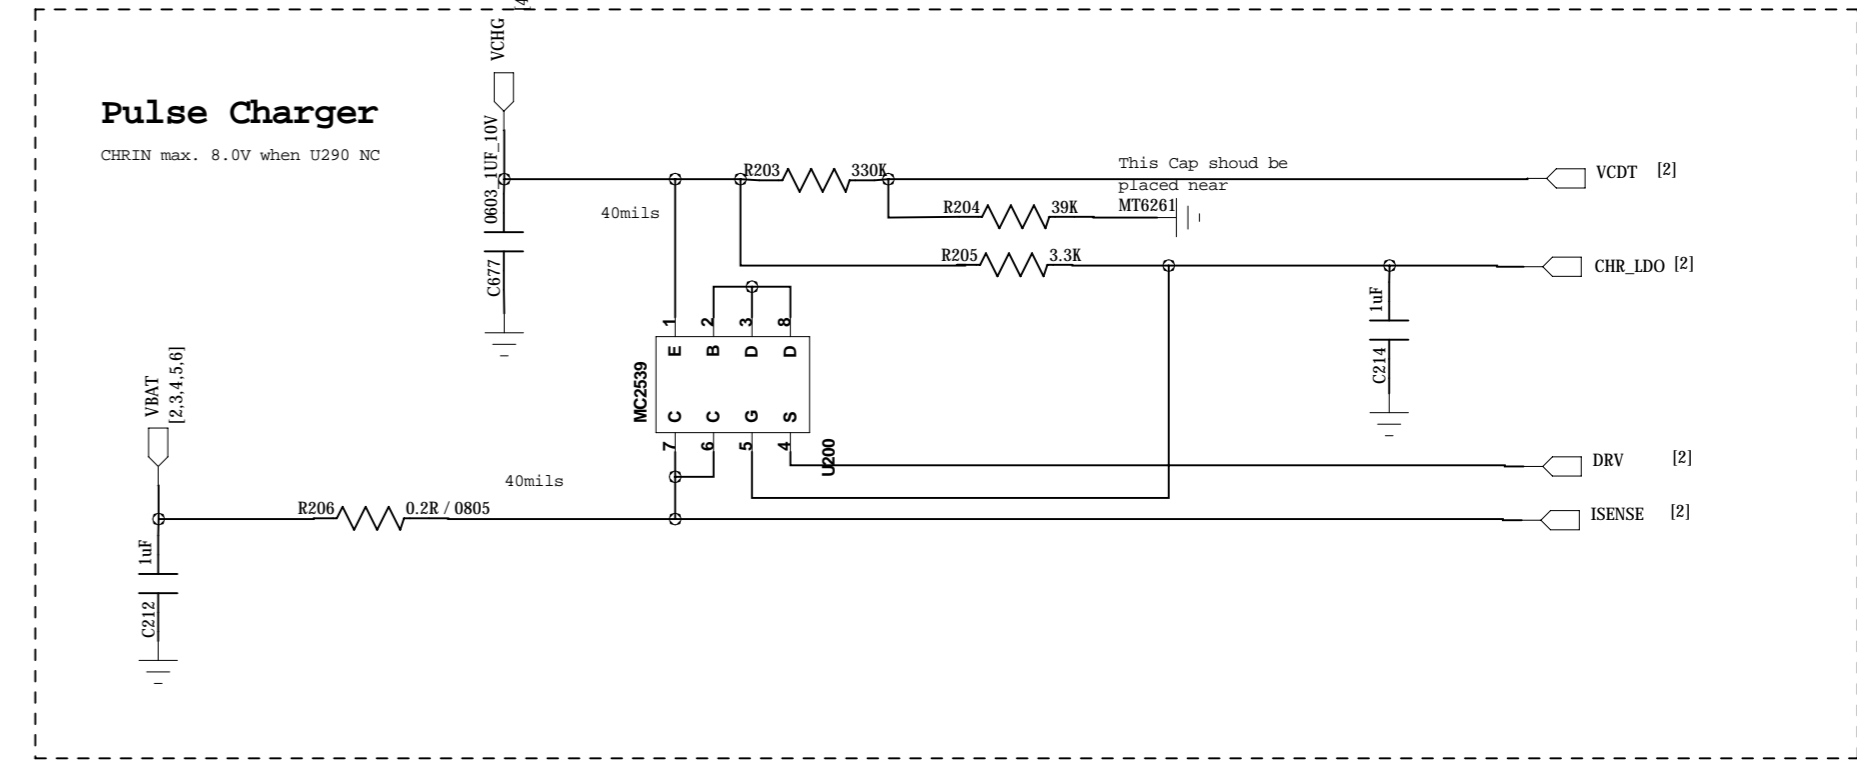 VCHG
[4
Pulse Charger
CHRIN max. 8.0V when U290 NC
0603_1UF_10V
C677
40mils
R203
330K
This Cap shoud be
placed near
MT6261
VCDT
[2]
R204
39K
R205
3.3K
CHR_LDO
[2]
1uF
C214
1
2
3
8
E
B
D
D
MC2539
C
C
G
S
7
6
5
4
U200
VBAT
[2,3,4,5,6]
DRV
[2]
40mils
R206
0.2R / 0805
ISENSE
[2]
1uF
C212